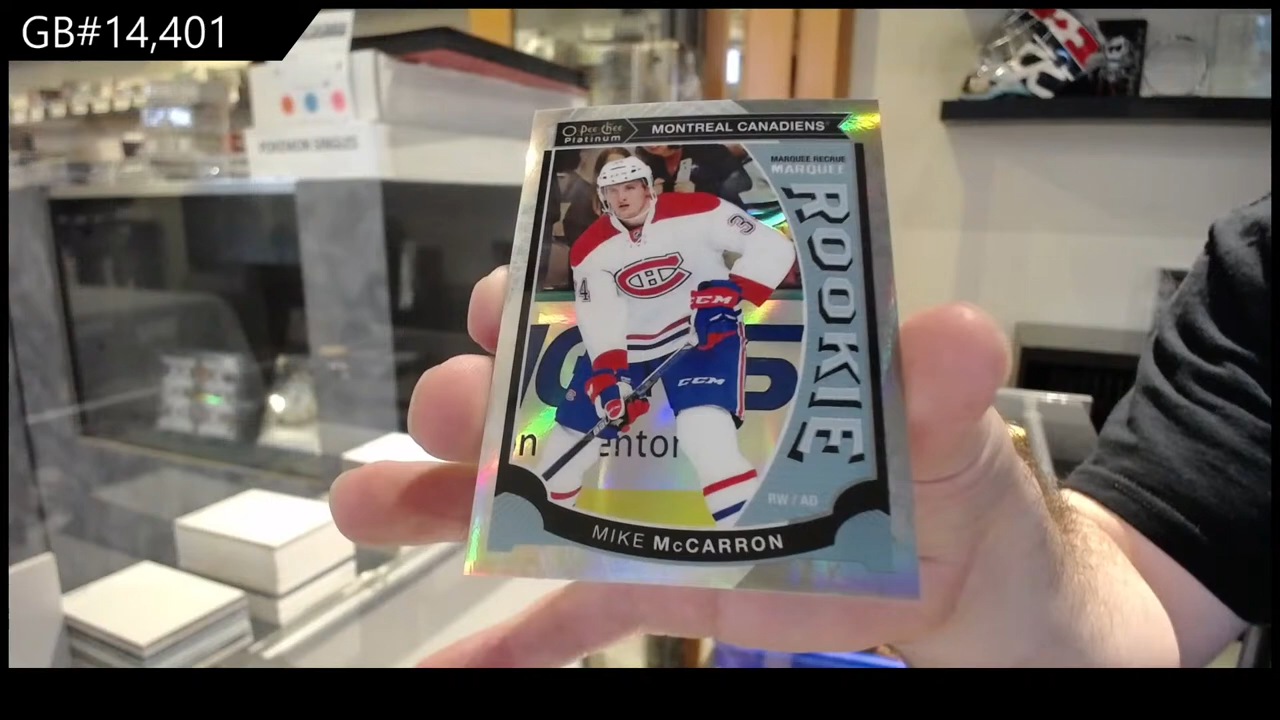 GB#14,401
POKEMON SINGLES
O Pee Chee
Platinum
MONTREAL CANADIENS
MARQUEE RECRUE
MARQUEE
ROOKIE
34
CCM
CCM
n entor
RW / AD
MIKE McCARRON